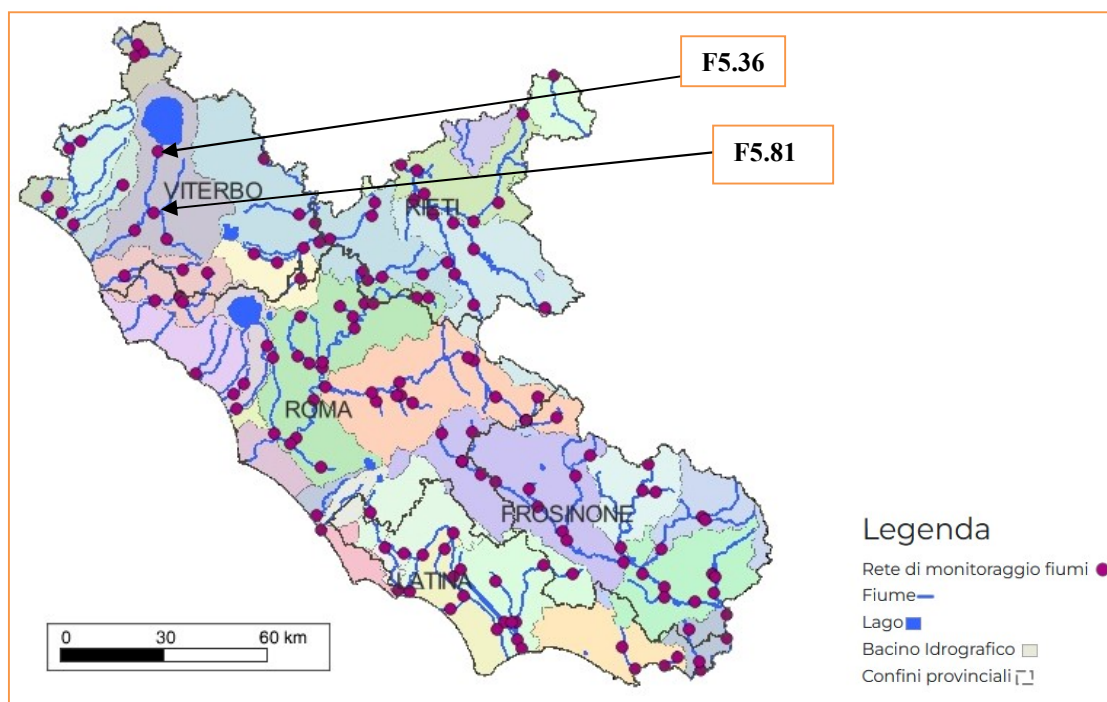 F5.36
F5.81
VITERBO
RIETI
ROMA
FROSINONE
LATINA
0 30 60 km
Legenda
Rete di monitoraggio fiumi
Fiume
Lago
Bacino Idrografico
Confini provinciali